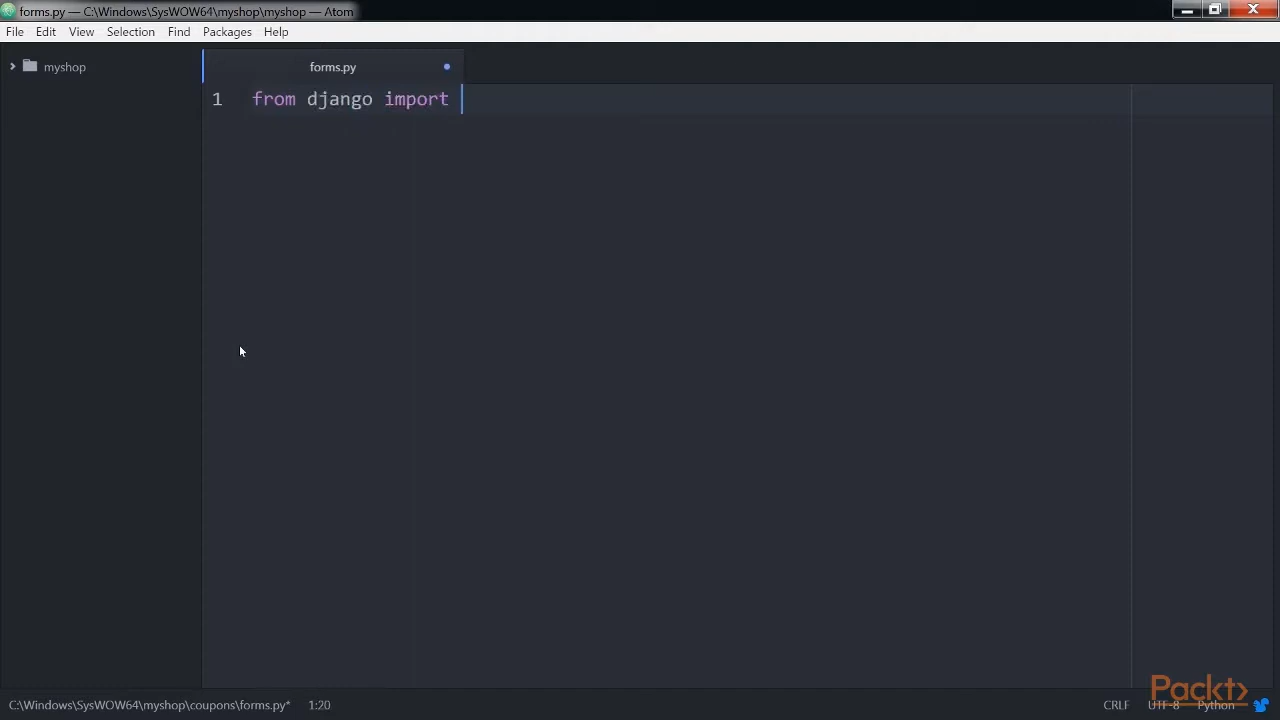 forms.py — C:\Windows\SysWOW64\myshop\myshop — Atom
File Edit View Selection Find Packages Help
myshop
forms.py
1 from django import
Packt>
C:\Windows\SysWOW64\myshop\coupons\forms.py* 1:20 CRLF UTF-8 Python